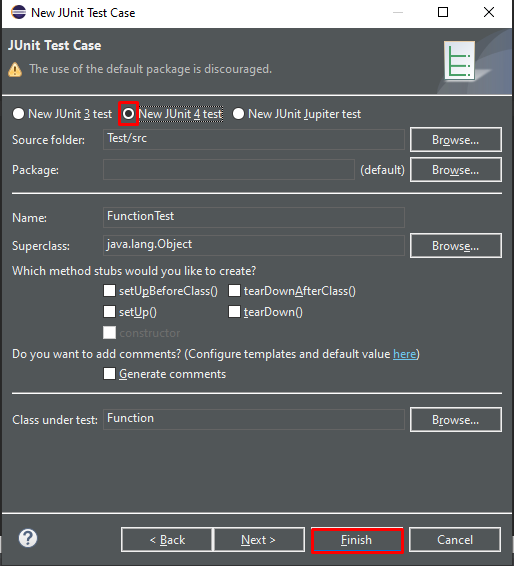 New JUnit Test Case
JUnit Test Case
The use of the default package is discouraged.
New JUnit 3 test New JUnit 4 test New JUnit Jupiter test
Source folder: Test/src Browse...
Package: (default) Browse...
Name: FunctionTest
Superclass: java.lang.Object Browse...
Which method stubs would you like to create?
setUpBeforeClass() tearDownAfterClass()
setUp() tearDown()
constructor
Do you want to add comments? (Configure templates and default value here)
Generate comments
Class under test: Function Browse...
? < Back Next > Finish Cancel